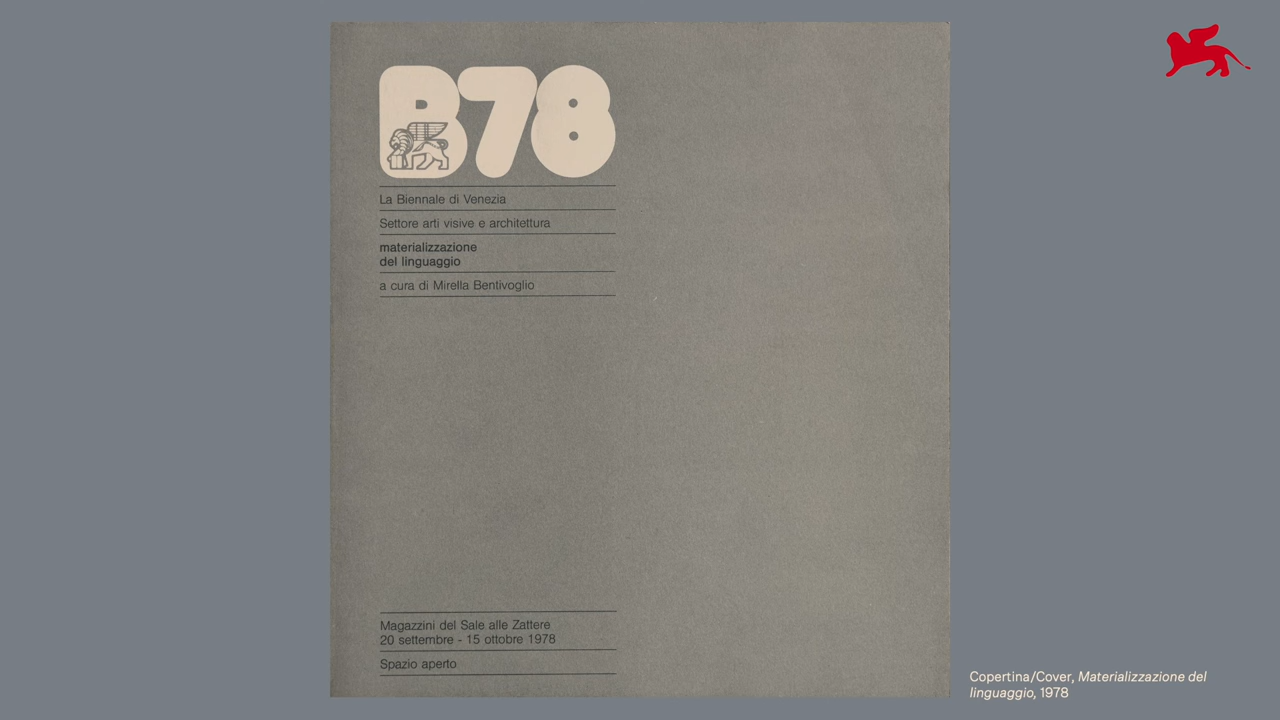 B78
La Biennale di Venezia
Settore arti visive e architettura
materializzazione
del linguaggio
a cura di Mirella Bentivoglio
Magazzini del Sale alle Zattere
20 settembre - 15 ottobre 1978
Spazio aperto
Copertina/Cover, Materializzazione del
linguaggio, 1978